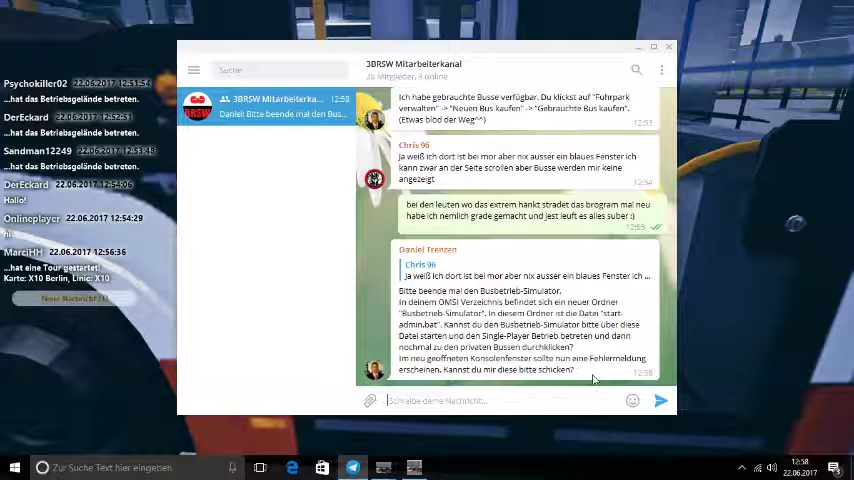 Psychokiller02 22.06.2017 12:51:54
...hat das Betriebsgelände betreten.
DerEckard 22.06.2017 12:52:51
...hat das Betriebsgelände betreten.
Sandman12249 22.06.2017 12:53:48
...hat das Betriebsgelände betreten.
DerEckard 22.06.2017 12:54:06
Hallo!
Onlineplayer 22.06.2017 12:54:29
hi
MarciHH 22.06.2017 12:56:36
...hat eine Tour gestartet!
Karte: X10 Berlin, Linie: X10
Suche
BRSW
3BRSW Mitarbeiterka... 12:58
Daniel: Bitte beende mal den Bus...
3BRSW Mitarbeiterkanal
28 Mitglieder, 3 online
Ich habe gebrauchte Busse verfügbar. Du klickst auf "Fuhrpark
verwalten" -> "Neuen Bus kaufen" -> "Gebrauchte Bus kaufen".
(Etwas blöd der Weg^^)
12:53
Chris 96
Ja weiß ich dort ist bei mor aber nix ausser ein blaues Fenster ich
kann zwar an der Seite scrollen aber Busse werden mir keine
angezeigt
12:54
bei den leuten wo das extrem hänkt stradet das brogram mal neu
habe ich nemlich grade gemacht und jest leuft es alles suber :)
12:55
Daniel Trenzen
Chris 96
Ja weiß ich dort ist bei mor aber nix ausser ein blaues Fenster ich ...
Bitte beende mal den Busbetrieb-Simulator.
In deinem OMSI Verzeichnis befindet sich ein neuer Ordner
"Busbetrieb-Simulator". In diesem Ordner ist die Datei "start-
admin.bat". Kannst du den Busbetrieb-Simulator bitte über diese
Datei starten und den Single-Player Betrieb betreten und dann
nochmal zu den privaten Bussen durchklicken?
Im neu geöffneten Konsolenfenster sollte nun eine Fehlermeldung
erscheinen. Kannst du mir diese bitte schicken?
12:58
Schreibe deine Nachricht...
Zur Suche Text hier eingeben
12:58
22.06.2017
3